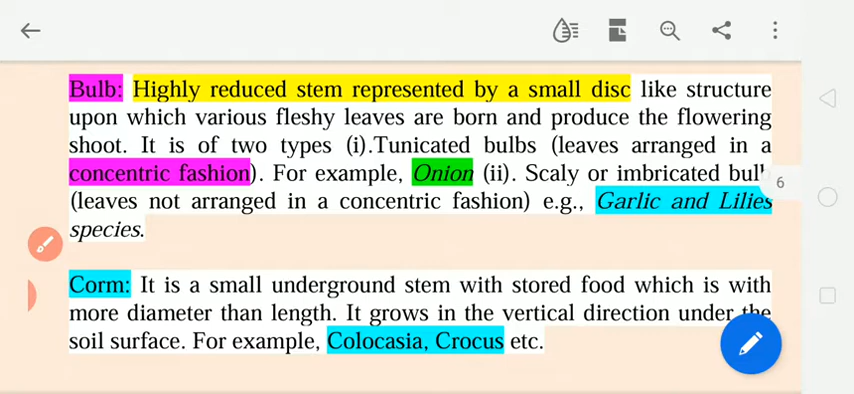 Bulb: Highly reduced stem represented by a small disc like structure
upon which various fleshy leaves are born and produce the flowering
shoot. It is of two types (i).Tunicated bulbs (leaves arranged in a
concentric fashion). For example, Onion (ii). Scaly or imbricated bul
6
(leaves not arranged in a concentric fashion) e.g., Garlic and Lilies
species.
Corm: It is a small underground stem with stored food which is with
more diameter than length. It grows in the vertical direction under the
soil surface. For example, Colocasia, Crocus etc.